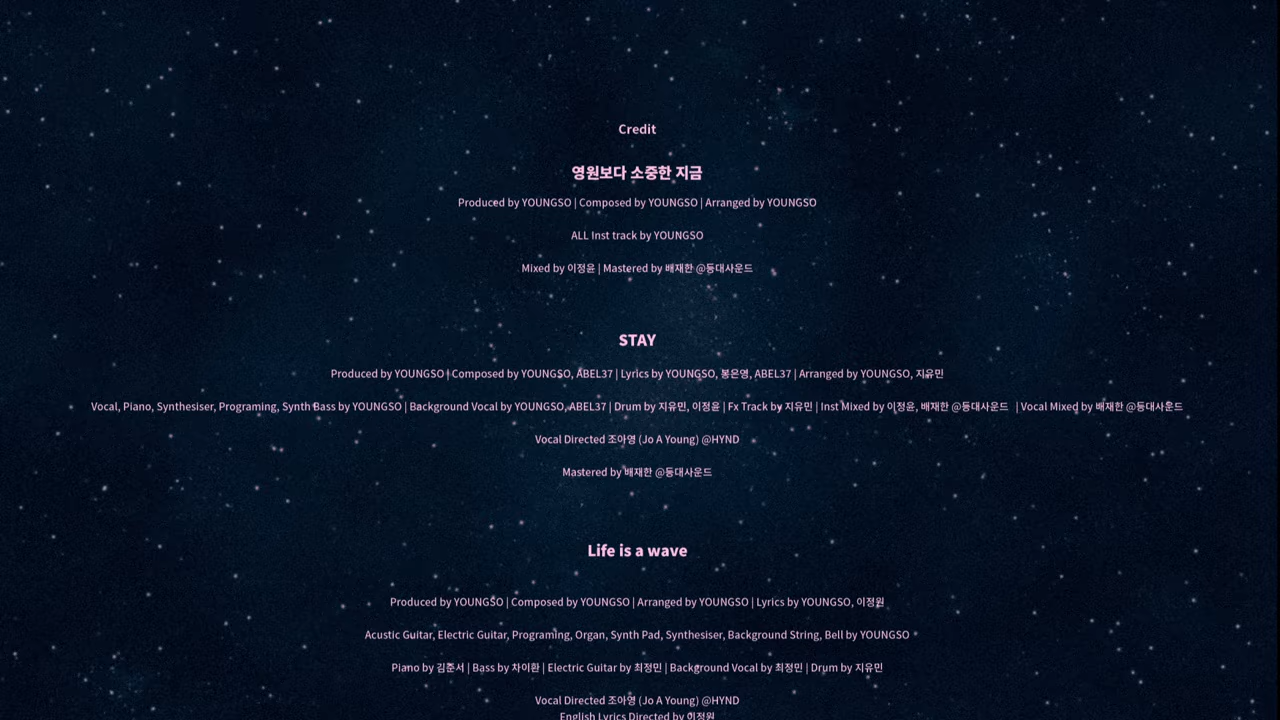 Credit
영원보다 소중한 지금
Produced by YOUNGSO | Composed by YOUNGSO | Arranged by YOUNGSO
ALL Inst track by YOUNGSO
Mixed by 이정윤 | Mastered by 배재한 @등대사운드
STAY
Produced by YOUNGSO | Composed by YOUNGSO, ABEL37 | Lyrics by YOUNGSO, 봉은영, ABEL37 | Arranged by YOUNGSO, 지유민
Vocal, Piano, Synthesiser, Programing, Synth Bass by YOUNGSO | Background Vocal by YOUNGSO, ABEL37 | Drum by 지유민, 이정윤 | Fx Track by 지유민 | Inst Mixed by 이정윤, 배재한 @등대사운드 | Vocal Mixed by 배재한 @등대사운드
Vocal Directed 조아영 (Jo A Young) @HYND
Mastered by 배재한 @등대사운드
Life is a wave
Produced by YOUNGSO | Composed by YOUNGSO | Arranged by YOUNGSO | Lyrics by YOUNGSO, 이정원
Acustic Guitar, Electric Guitar, Programing, Organ, Synth Pad, Synthesiser, Background String, Bell by YOUNGSO
Piano by 김준서 | Bass by 차이환 | Electric Guitar by 최정민 | Background Vocal by 최정민 | Drum by 지유민
Vocal Directed 조아영 (Jo A Young) @HYND
English Lyrics Directed by 이정원